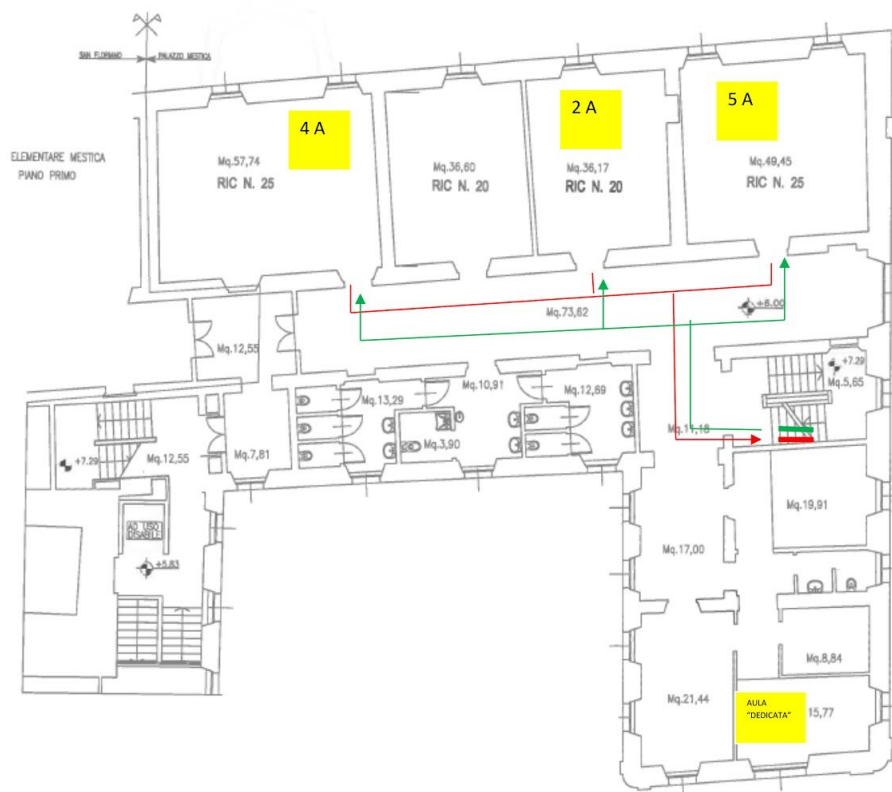 SAN FLORIANO
PALAZZO MESTICA
ELEMENTARE MESTICA
PIANO PRIMO
4 A
2 A
5 A
Mq.57,74
RIC N. 25
Mq.36,60
RIC N. 20
Mq.36,17
RIC N. 20
Mq.49,45
RIC N. 25
Mq.73,62
+6.00
Mq.12,55
+7.29
Mq.5,65
Mq.13,29
Mq.10,91
Mq.12,69
Mq.3,90
Mq.7,81
Mq.11,18
+7.29
Mq.12,55
AD USO
DISABILE
+5.83
Mq.19,91
Mq.17,00
Mq.8,84
Mq.21,44
AULA
"DEDICATA"
15,77